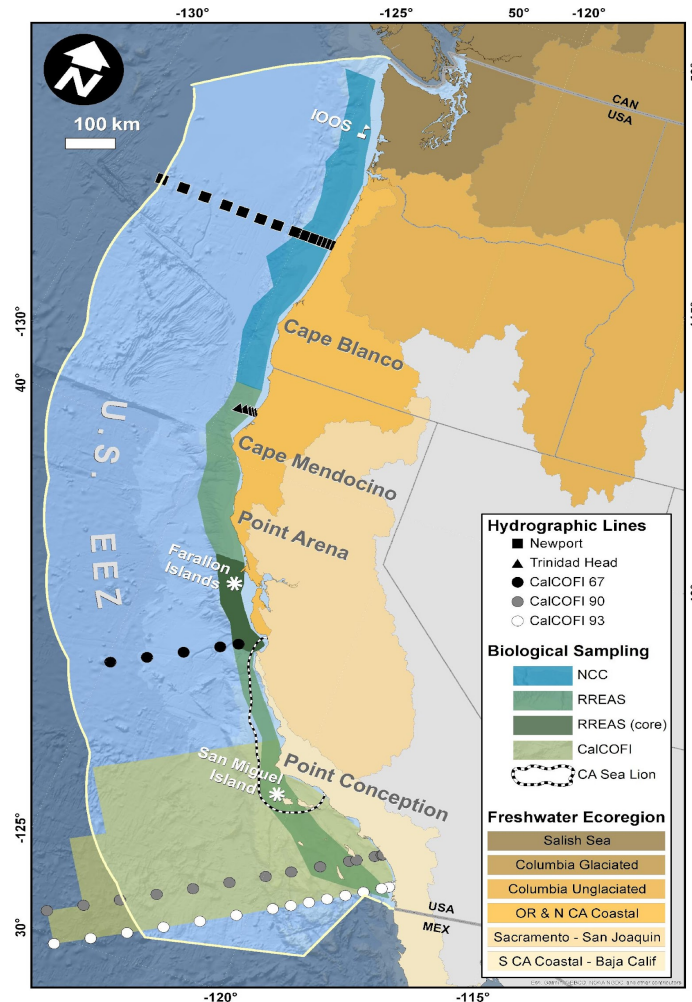 -130°
-125°
50°
-120°
N
100 km
IOOS
CAN
USA
-130°
40°
Cape Blanco
U.S.
EEZ
Cape Mendocino
Point Arena
Farallon
Islands
San Miguel
Island
Point Conception
-125°
30°
USA
MEX
-120°
-115°
Hydrographic Lines
Newport
Trinidad Head
CalCOFI 67
CalCOFI 90
CalCOFI 93
Biological Sampling
NCC
RREAS
RREAS (core)
CalCOFI
CA Sea Lion
Freshwater Ecoregion
Salish Sea
Columbia Glaciated
Columbia Unglaciated
OR & N CA Coastal
Sacramento - San Joaquin
S CA Coastal - Baja Calif